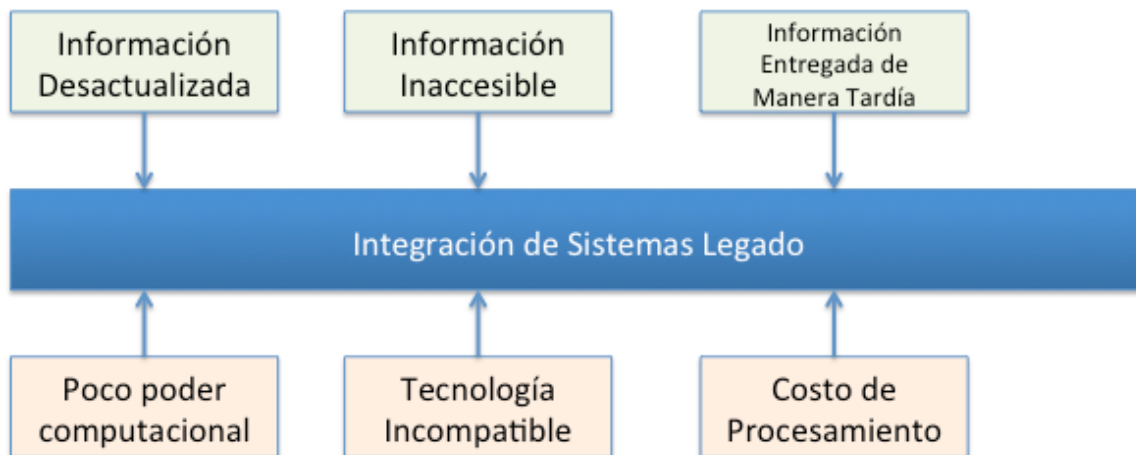 Información
Desactualizada
Información
Inaccesible
Información
Entregada de
Manera Tardía
Integración de Sistemas Legado
Poco poder
computacional
Tecnología
Incompatible
Costo de
Procesamiento